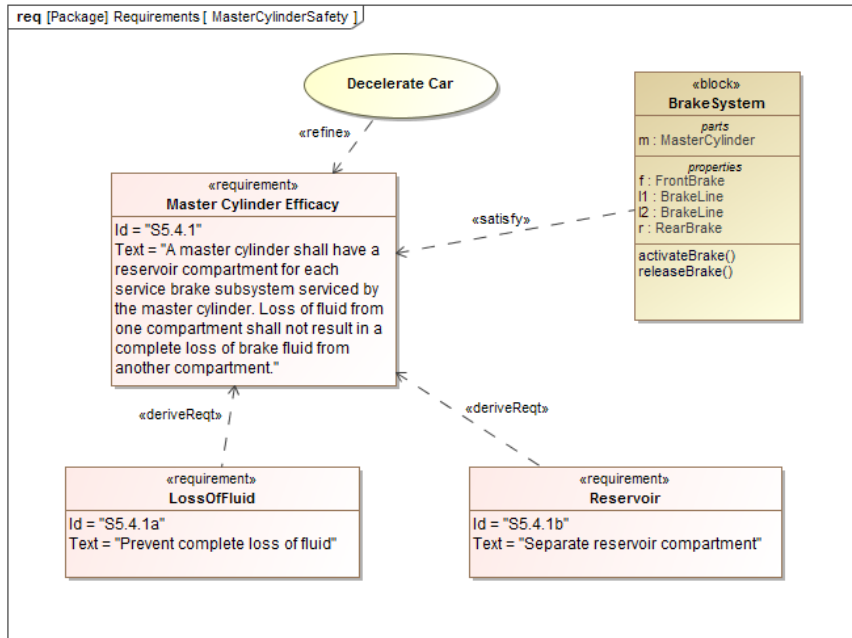 req [Package] Requirements [ MasterCylinderSafety ]
Decelerate Car
«refine»
«block»
BrakeSystem
parts
m : MasterCylinder
properties
f : FrontBrake
l1 : BrakeLine
l2 : BrakeLine
r : RearBrake
activateBrake()
releaseBrake()
«satisfy»
«requirement»
Master Cylinder Efficacy
Id = "S5.4.1"
Text = "A master cylinder shall have a
reservoir compartment for each
service brake subsystem serviced by
the master cylinder. Loss of fluid from
one compartment shall not result in a
complete loss of brake fluid from
another compartment."
«deriveReqt»
«deriveReqt»
«requirement»
LossOfFluid
Id = "S5.4.1a"
Text = "Prevent complete loss of fluid"
«requirement»
Reservoir
Id = "S5.4.1b"
Text = "Separate reservoir compartment"